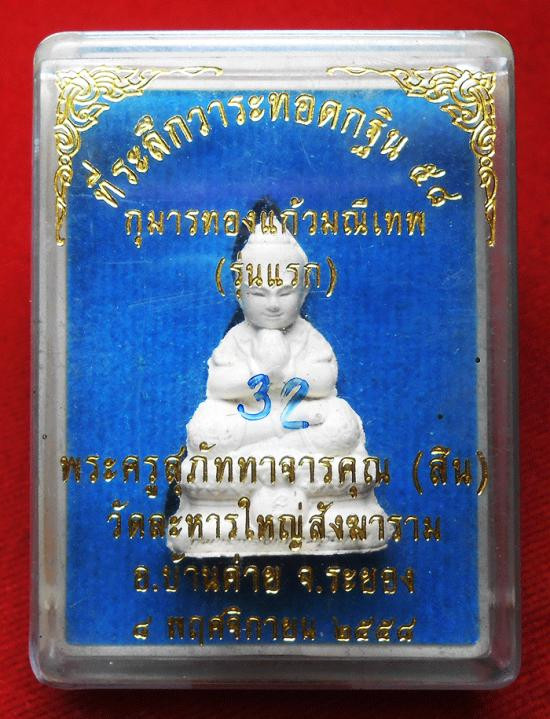 ที่ระลึกวาระทอดกฐิน ๕๔
กุมารทองแก้วมณีเทพ
(รุ่นแรก)
32
พระครูสุภัททาจารคุณ (สิน)
วัดละหารใหญ่สังฆาราม
อ.บ้านค่าย จ.ระยอง
๘ พฤศจิกายน ๒๕๕๔